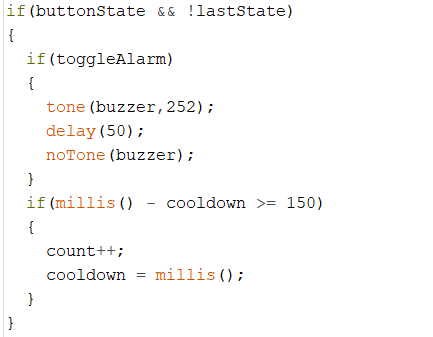 if(buttonState && !lastState)
{
  if(toggleAlarm)
  {
    tone(buzzer,252);
    delay(50);
    noTone(buzzer);
  }
  if(millis() - cooldown >= 150)
  {
    count++;
    cooldown = millis();
  }
}